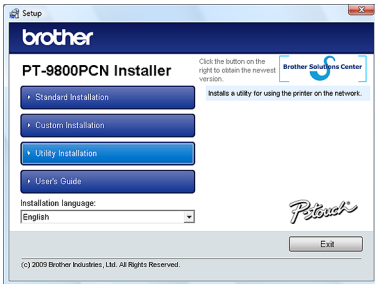 Setup
brother
PT-9800PCN Installer
Click the button on the
right to obtain the newest
version.
Brother Solutions Center
Standard Installation
Installs a utility for using the printer on the network.
Custom Installation
Utility Installation
User's Guide
Installation language:
English
P-touch
Exit
(c) 2009 Brother Industries, Ltd. All Rights Reserved.